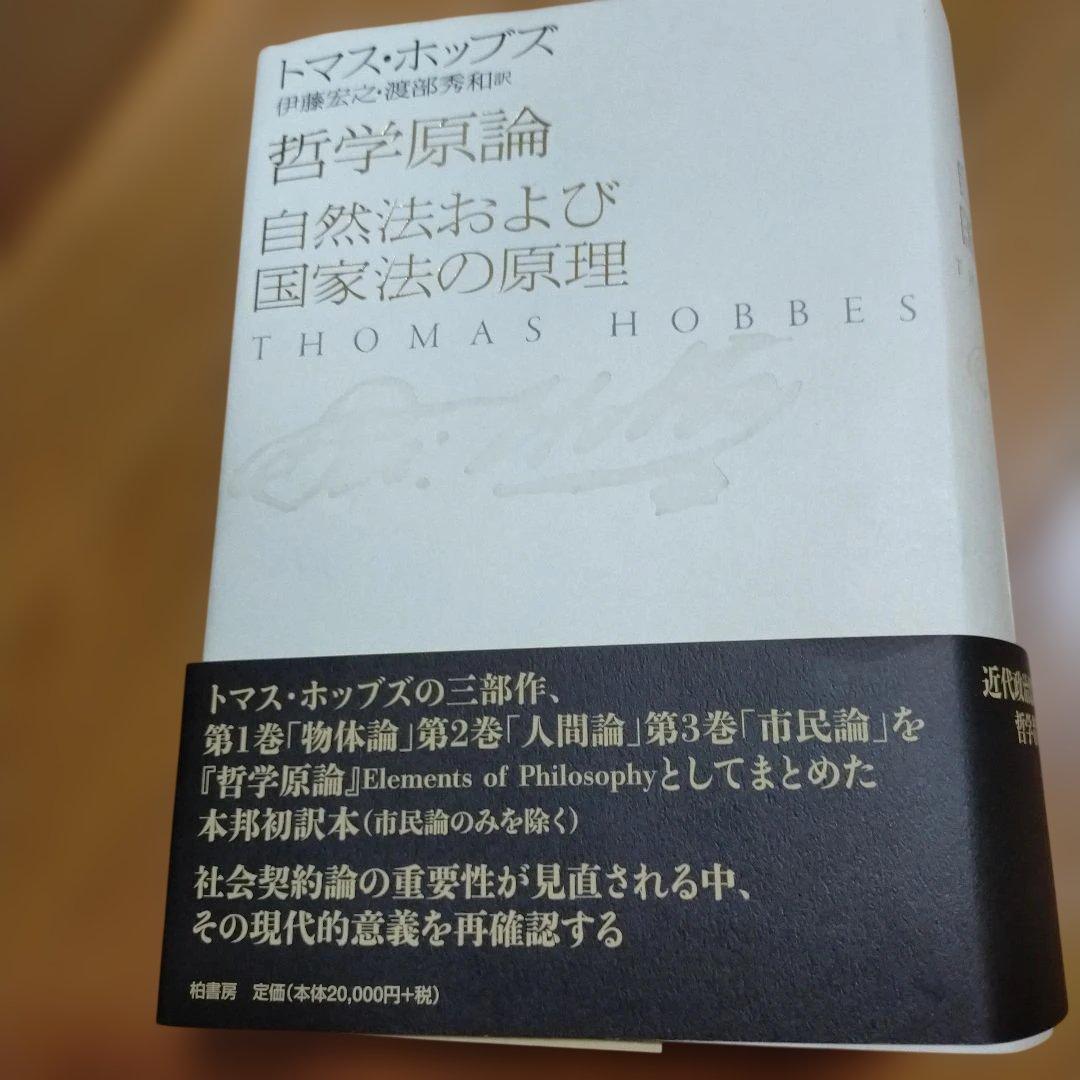 トマス・ホッブズ
伊藤宏之・渡部秀和訳
哲学原論
自然法および
国家法の原理
THOMAS HOBBES
トマス・ホッブズの三部作、
第1巻「物体論」第2巻「人間論」第3巻「市民論」を
『哲学原論』Elements of Philosophyとしてまとめた
本邦初訳本(市民論のみを除く)
社会契約論の重要性が見直される中、
その現代的意義を再確認する
柏書房 定価(本体20,000円+税)
近代政治
哲学